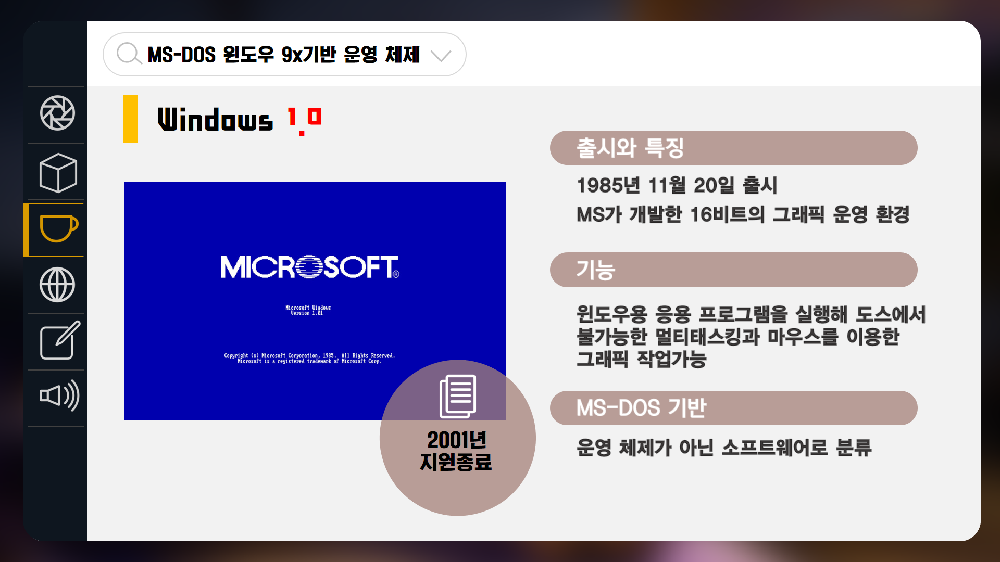 MS-DOS 윈도우 9x기반 운영 체제
Windows 1.0
출시와 특징
1985년 11월 20일 출시
MS가 개발한 16비트의 그래픽 운영 환경
기능
윈도우용 응용 프로그램을 실행해 도스에서
불가능한 멀티태스킹과 마우스를 이용한
그래픽 작업가능
MS-DOS 기반
운영 체제가 아닌 소프트웨어로 분류
MICROSOFT®
Microsoft Windows
Version 1.01
Copyright (c) Microsoft Corporation, 1985. All Rights Reserved.
Microsoft is a registered trademark of Microsoft Corp.
2001년
지원종료